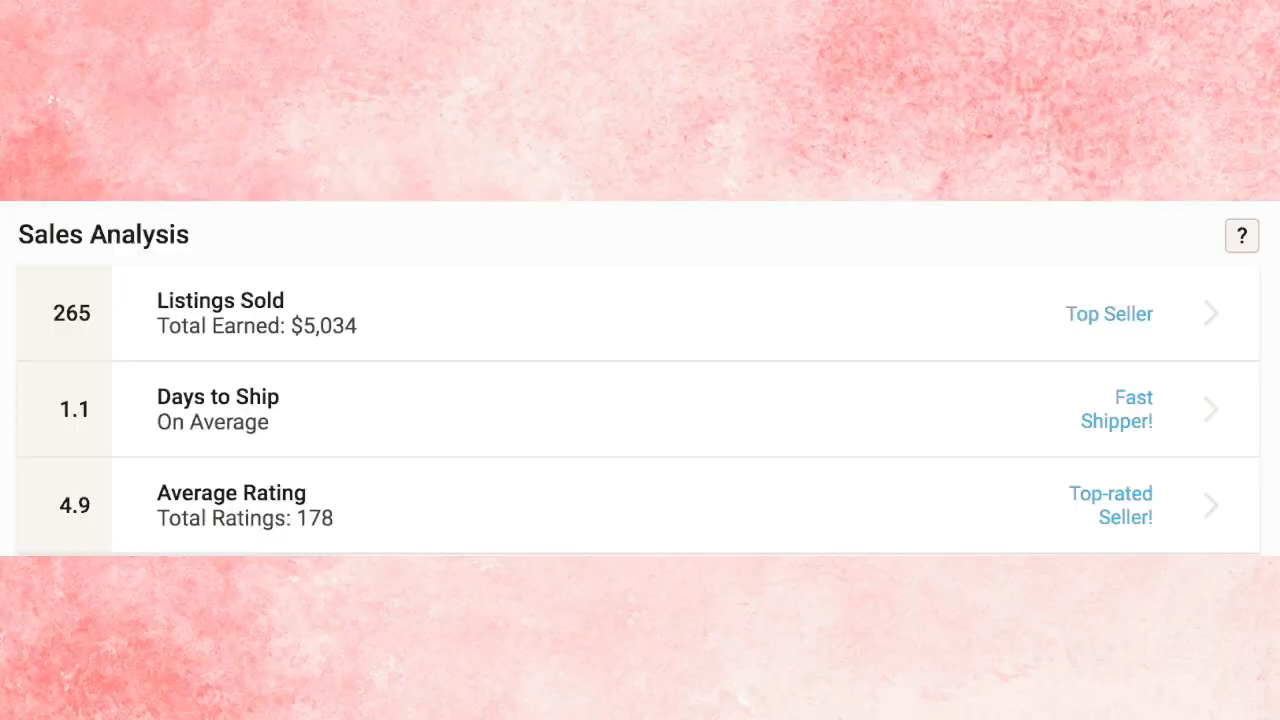 Sales Analysis
?
265
Listings Sold
Total Earned: $5,034
Top Seller
1.1
Days to Ship
On Average
Fast
Shipper!
4.9
Average Rating
Total Ratings: 178
Top-rated
Seller!